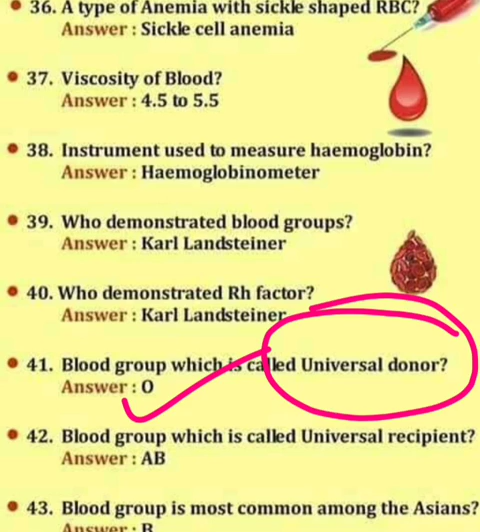 36. A type of Anemia with sickle shaped RBC?
Answer : Sickle cell anemia
37. Viscosity of Blood?
Answer : 4.5 to 5.5
38. Instrument used to measure haemoglobin?
Answer : Haemoglobinometer
39. Who demonstrated blood groups?
Answer : Karl Landsteiner
40. Who demonstrated Rh factor?
Answer : Karl Landsteiner
41. Blood group which is called Universal donor?
Answer : O
42. Blood group which is called Universal recipient?
Answer : AB
43. Blood group is most common among the Asians?
Answer : B